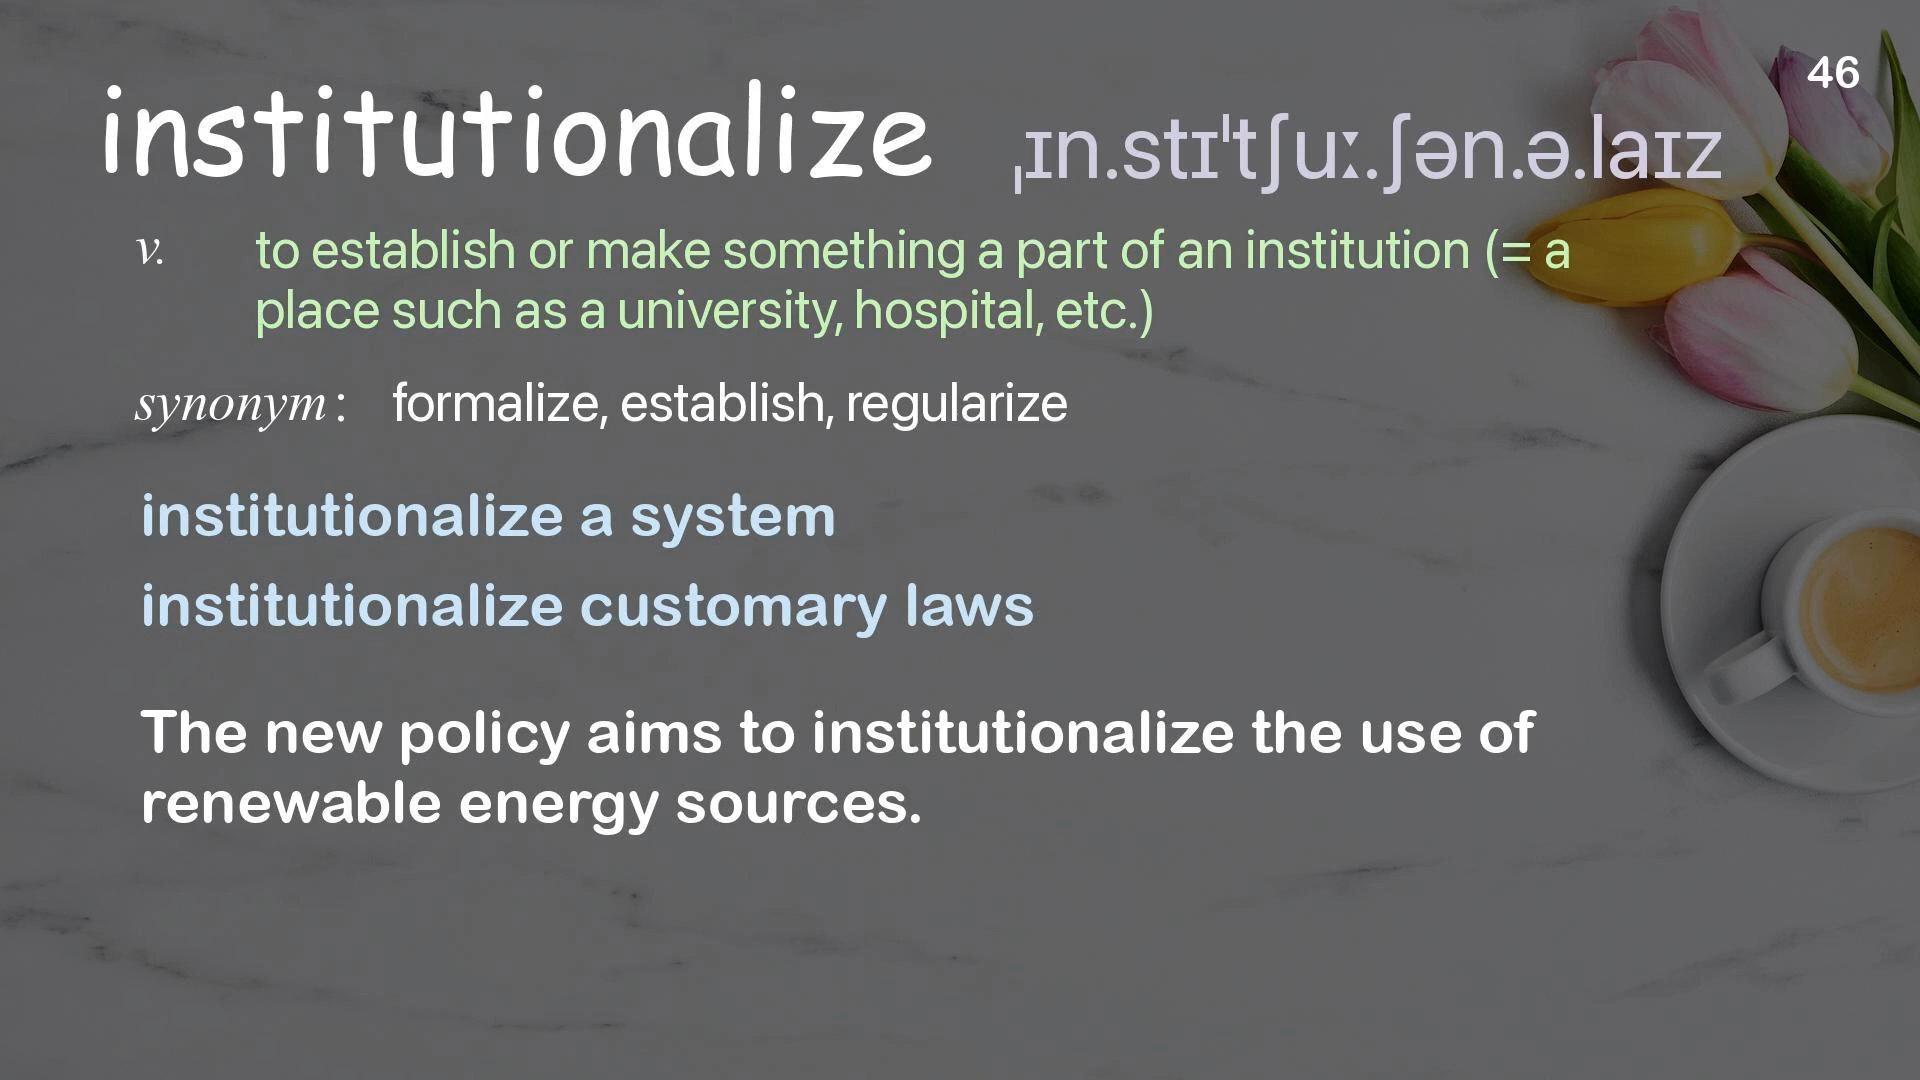 46
institutionalize ˌɪn.stɪˈtʃuː.ʃən.ə.laɪz
v. to establish or make something a part of an institution (= a
place such as a university, hospital, etc.)
synonym : formalize, establish, regularize
institutionalize a system
institutionalize customary laws
The new policy aims to institutionalize the use of
renewable energy sources.